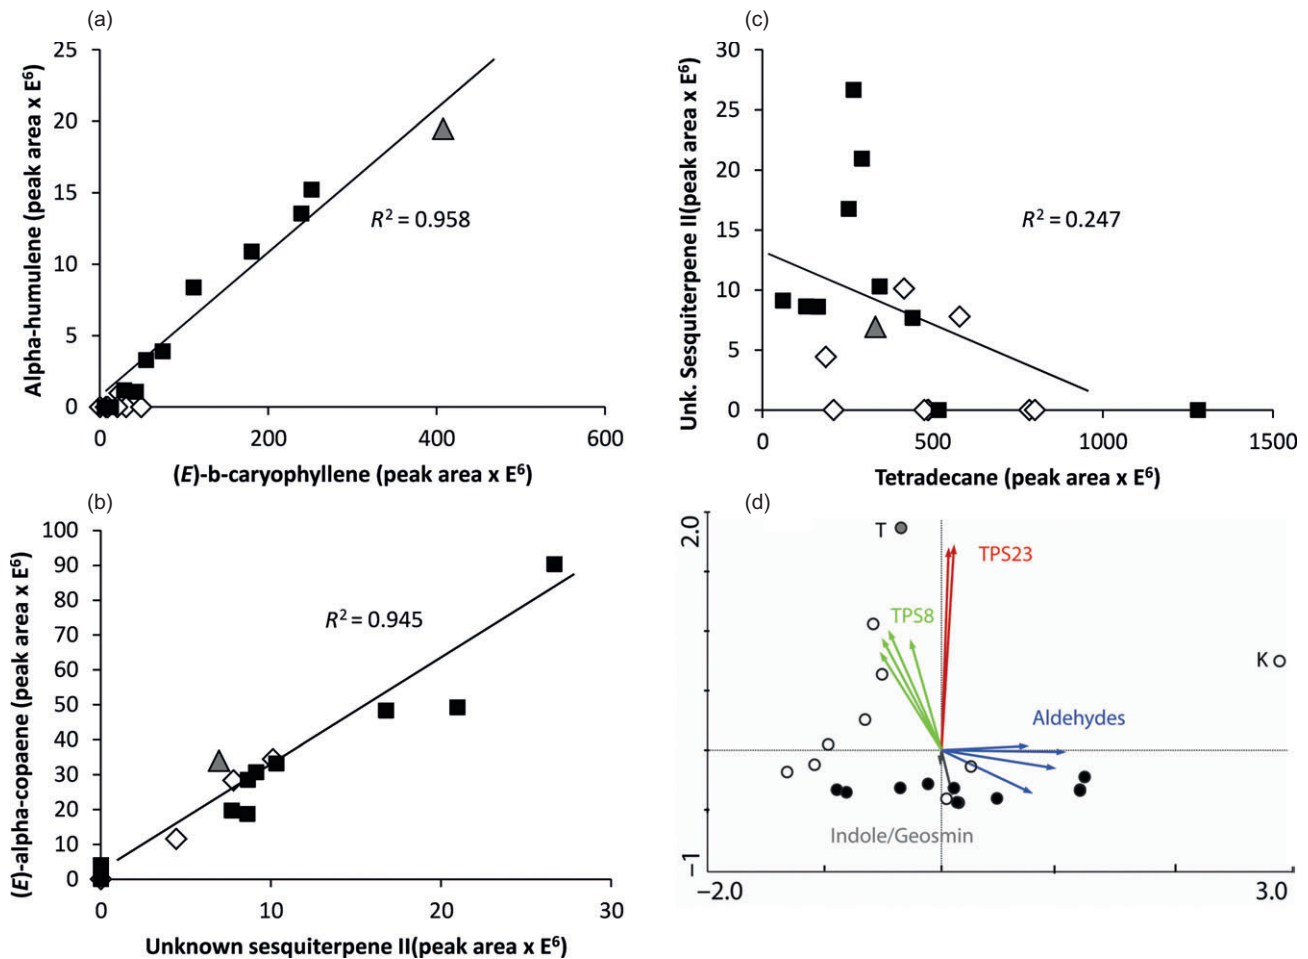 (a)
25
20
15
10
5
0
0 200 400 600
Alpha-humulene (peak area x E⁶)
R² = 0.958
(E)-b-caryophyllene (peak area x E⁶)
(b)
100
90
80
70
60
50
40
30
20
10
0
0 10 20 30
(E)-alpha-copaene (peak area x E⁶)
R² = 0.945
Unknown sesquiterpene II(peak area x E⁶)
(c)
30
25
20
15
10
5
0
0 500 1000 1500
Unk. Sesquiterpene II(peak area x E⁶)
R² = 0.247
Tetradecane (peak area x E⁶)
(d)
2.0
T
TPS23
TPS8
K
Aldehydes
Indole/Geosmin
−1
−2.0 3.0